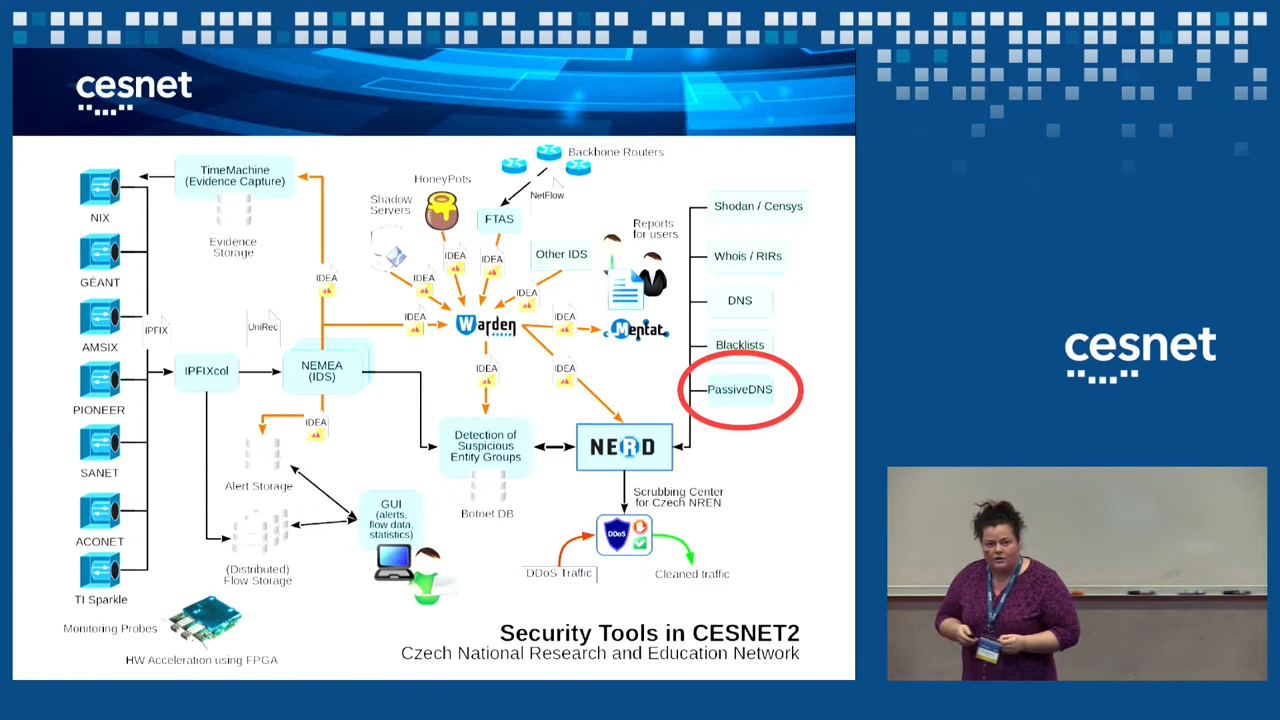 cesnet
TimeMachine
(Evidence Capture)
Evidence
Storage
NIX
GÉANT
AMSIX
PIONEER
SANET
ACONET
TI Sparkle
Monitoring Probes
HW Acceleration using FPGA
IPFIX
IPFIXcol
UniRec
NEMEA
(IDS)
IDEA
IDEA
Alert Storage
(Distributed)
Flow Storage
GUI
(alerts,
flow data,
statistics)
Shadow
Servers
HoneyPots
Backbone Routers
NetFlow
FTAS
Other IDS
Reports
for users
IDEA
IDEA
IDEA
IDEA
IDEA
IDEA
IDEA
IDEA
Warden
Mentat
Detection of
Suspicious
Entity Groups
Botnet DB
NERD
Shodan / Censys
Whois / RIRs
DNS
Blacklists
PassiveDNS
Scrubbing Center
for Czech NREN
DDoS
DDoS Traffic
Cleaned traffic
Security Tools in CESNET2
Czech National Research and Education Network
cesnet